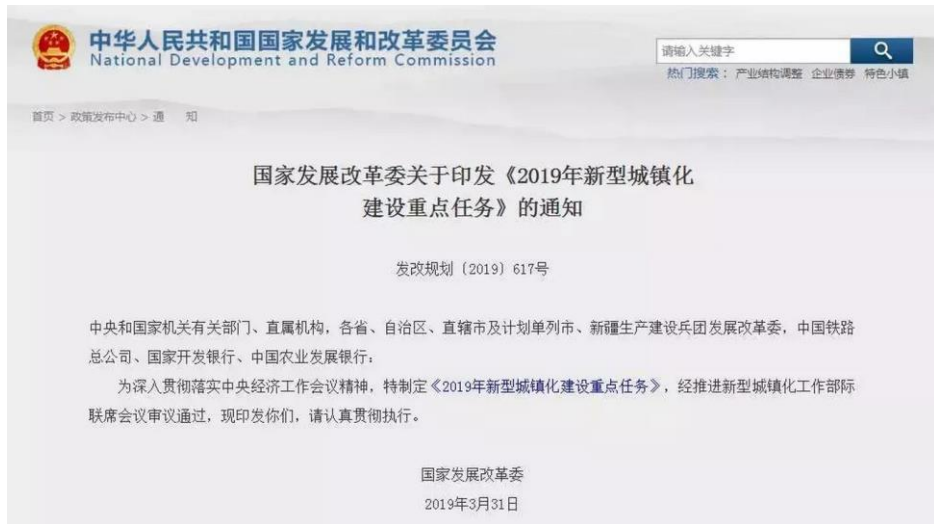 中华人民共和国国家发展和改革委员会
National Development and Reform Commission
请输入关键字
热门搜索： 产业结构调整 企业债券 特色小镇
首页 > 政策发布中心 > 通 知
国家发展改革委关于印发《2019年新型城镇化
建设重点任务》的通知
发改规划〔2019〕617号
中央和国家机关有关部门、直属机构，各省、自治区、直辖市及计划单列市、新疆生产建设兵团发展改革委，中国铁路
总公司、国家开发银行、中国农业发展银行：
为深入贯彻落实中央经济工作会议精神，特制定《2019年新型城镇化建设重点任务》，经推进新型城镇化工作部际
联席会议审议通过，现印发你们，请认真贯彻执行。
国家发展改革委
2019年3月31日